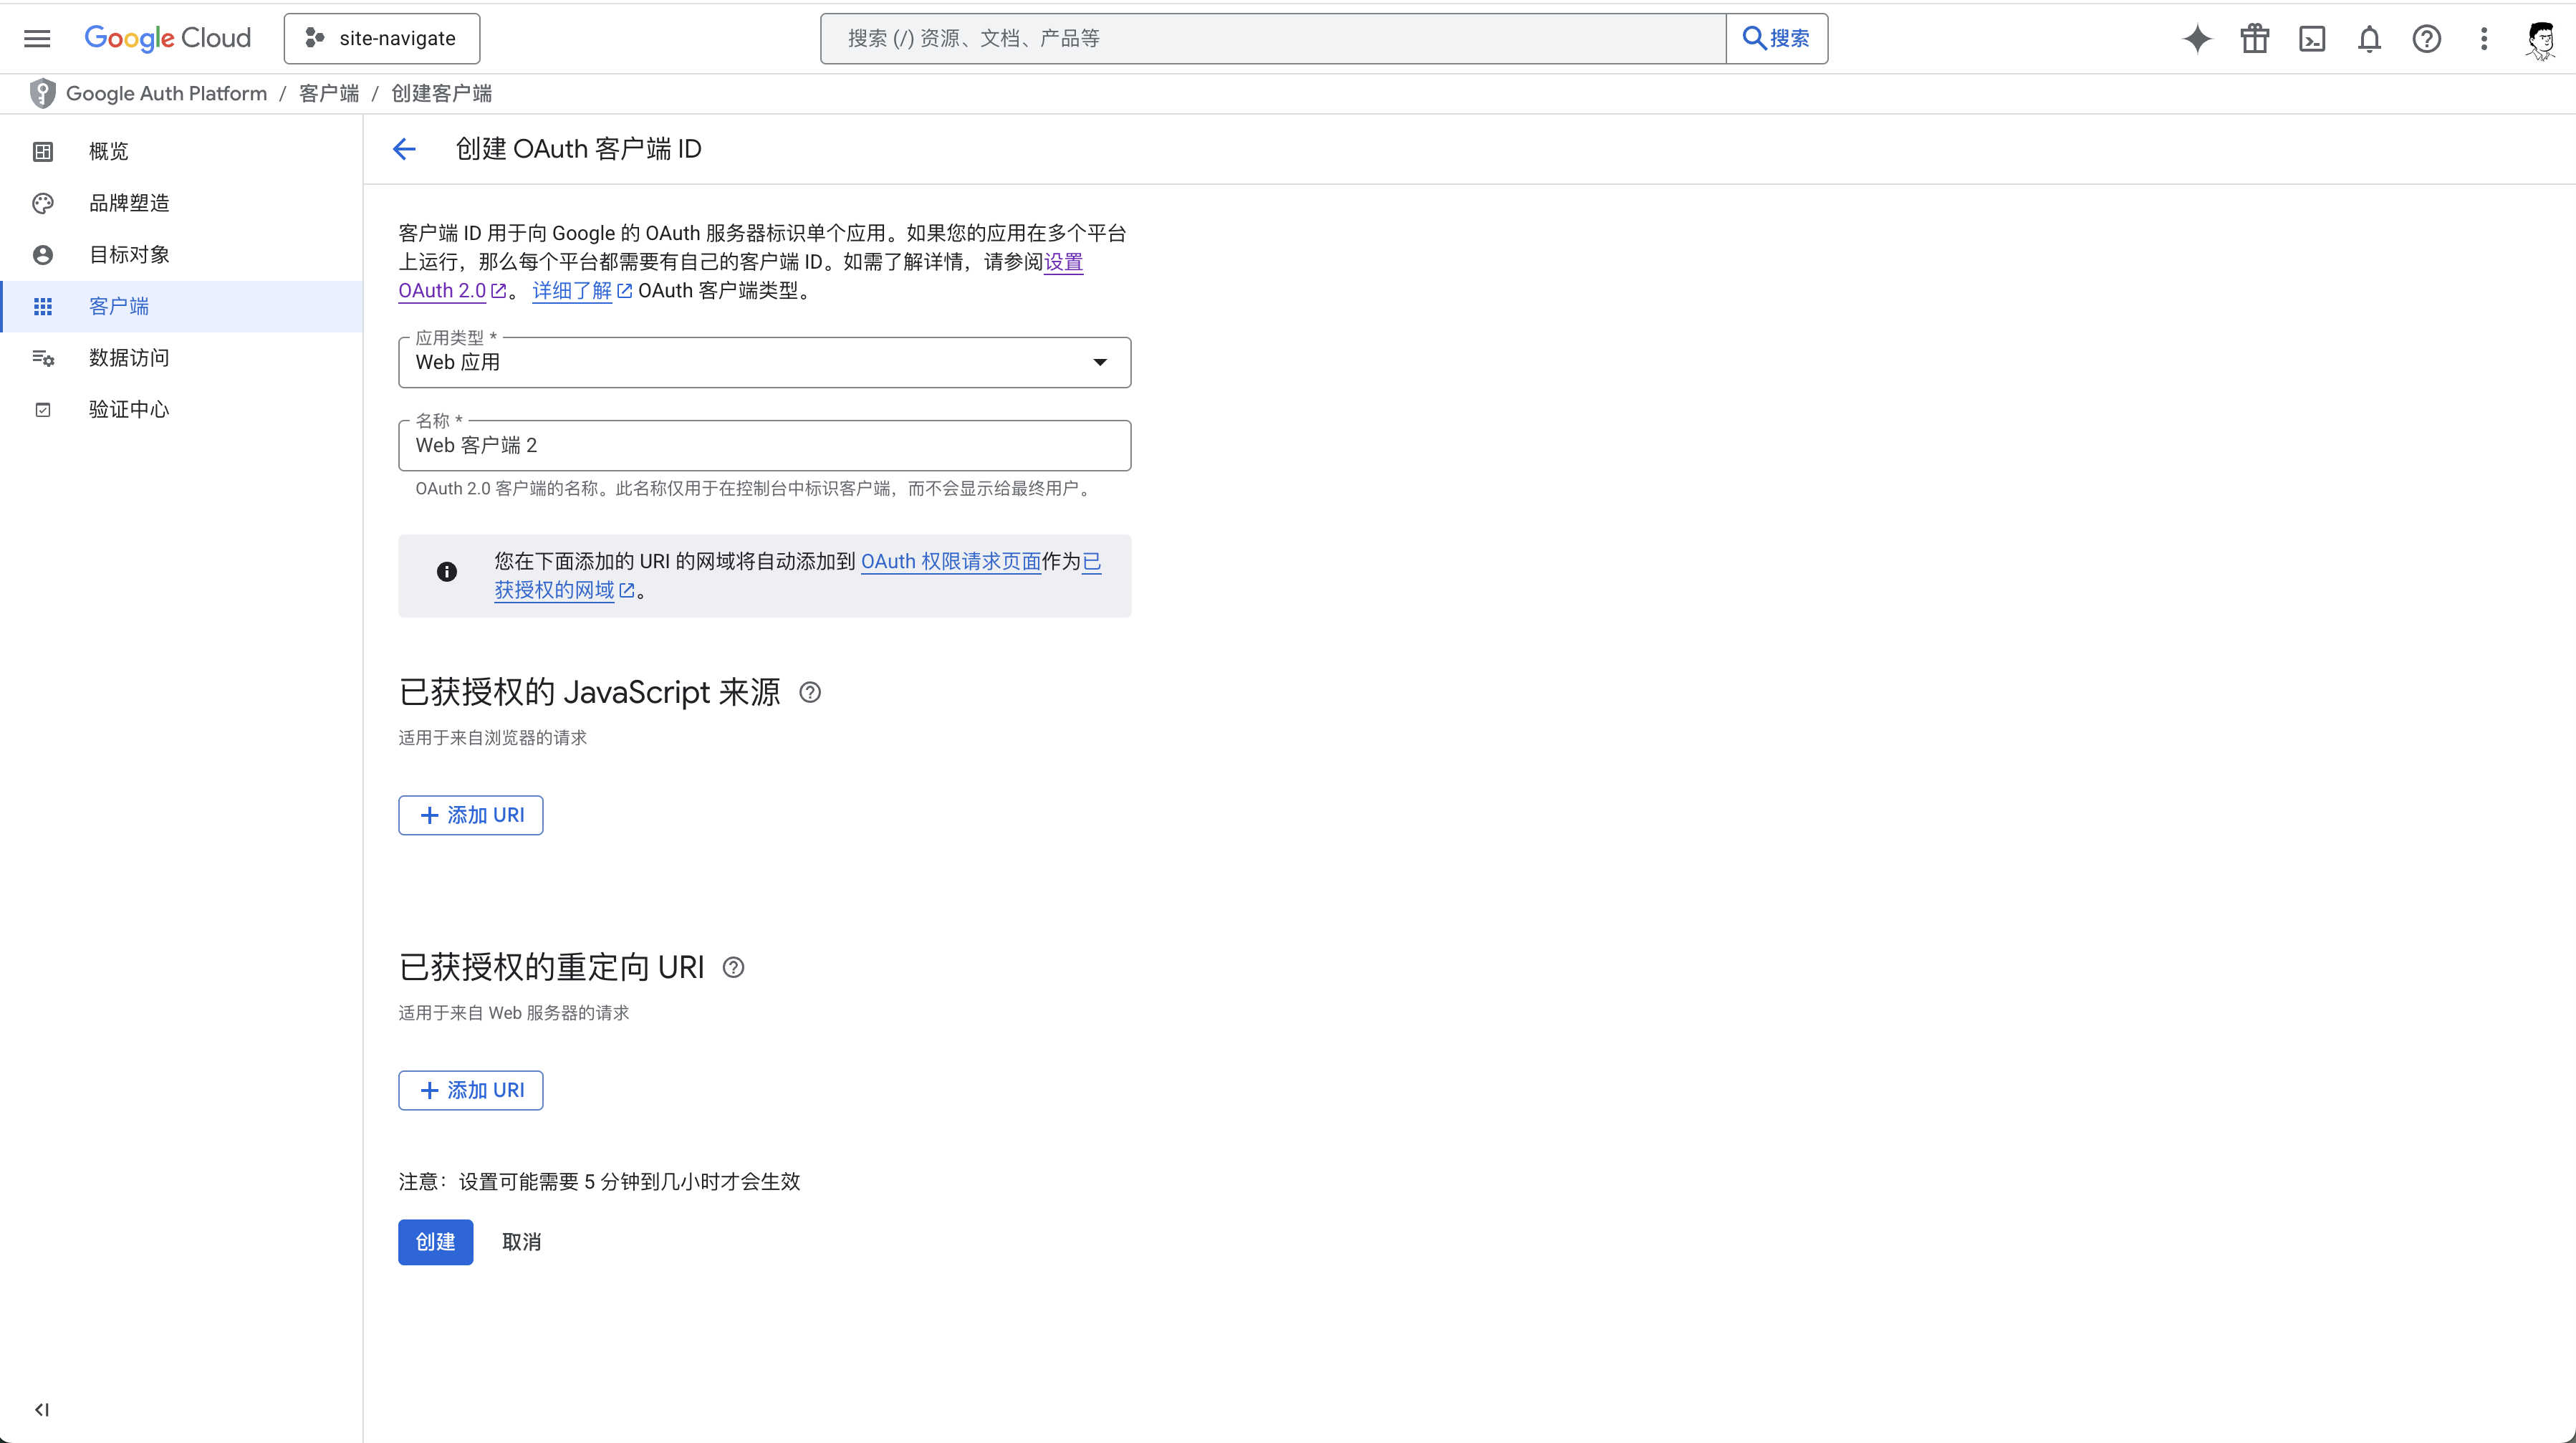 Google Cloud
site-navigate
搜索 (/) 资源、文档、产品等
搜索
Google Auth Platform / 客户端 / 创建客户端
概览
品牌塑造
目标对象
客户端
数据访问
验证中心
创建 OAuth 客户端 ID
客户端 ID 用于向 Google 的 OAuth 服务器标识单个应用。如果您的应用在多个平台
上运行，那么每个平台都需要有自己的客户端 ID。如需了解详情，请参阅设置
OAuth 2.0。 详细了解 OAuth 客户端类型。
应用类型 *
Web 应用
名称 *
Web 客户端 2
OAuth 2.0 客户端的名称。此名称仅用于在控制台中标识客户端，而不会显示给最终用户。
您在下面添加的 URI 的网域将自动添加到 OAuth 权限请求页面作为已
获授权的网域。
已获授权的 JavaScript 来源
适用于来自浏览器的请求
添加 URI
已获授权的重定向 URI
适用于来自 Web 服务器的请求
添加 URI
注意：设置可能需要 5 分钟到几小时才会生效
创建
取消